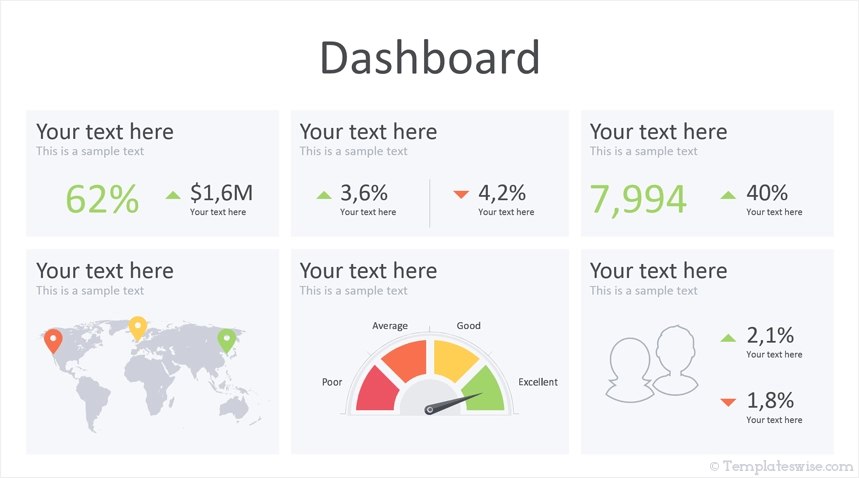 Dashboard
Your text here
This is a sample text
62%
$1,6M
Your text here
Your text here
This is a sample text
3,6%
Your text here
4,2%
Your text here
Your text here
This is a sample text
7,994
40%
Your text here
Your text here
This is a sample text
Your text here
This is a sample text
Average
Good
Poor
Excellent
Your text here
This is a sample text
2,1%
Your text here
1,8%
Your text here
© Templateswise.com